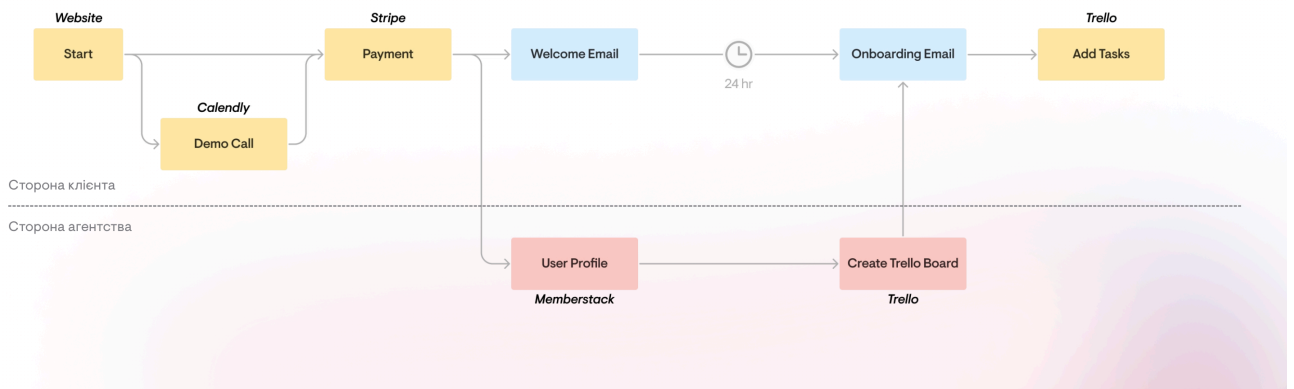 Website
Stripe
Trello
Start
Payment
Welcome Email
Onboarding Email
Add Tasks
24 hr
Calendly
Demo Call
Сторона клієнта
Сторона агентства
User Profile
Create Trello Board
Memberstack
Trello